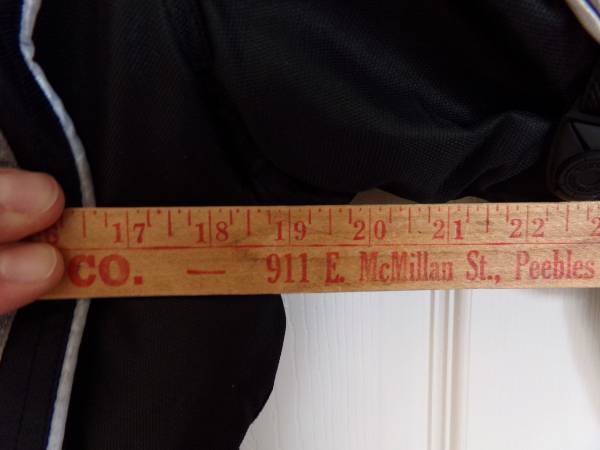 17 18 19 20 21 22
CO. — 911 E. McMillan St., Peebles